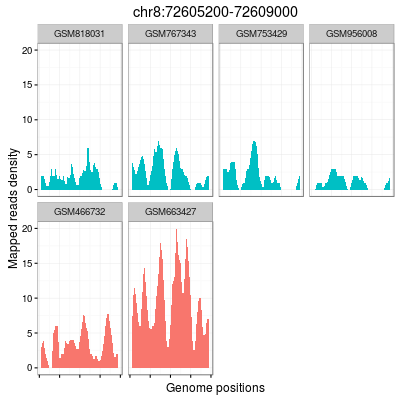 chr8:72605200-72609000
GSM818031 GSM767343 GSM753429 GSM956008
20
15
10
5
0
Mapped reads density
GSM466732 GSM663427
20
15
10
5
0
Genome positions